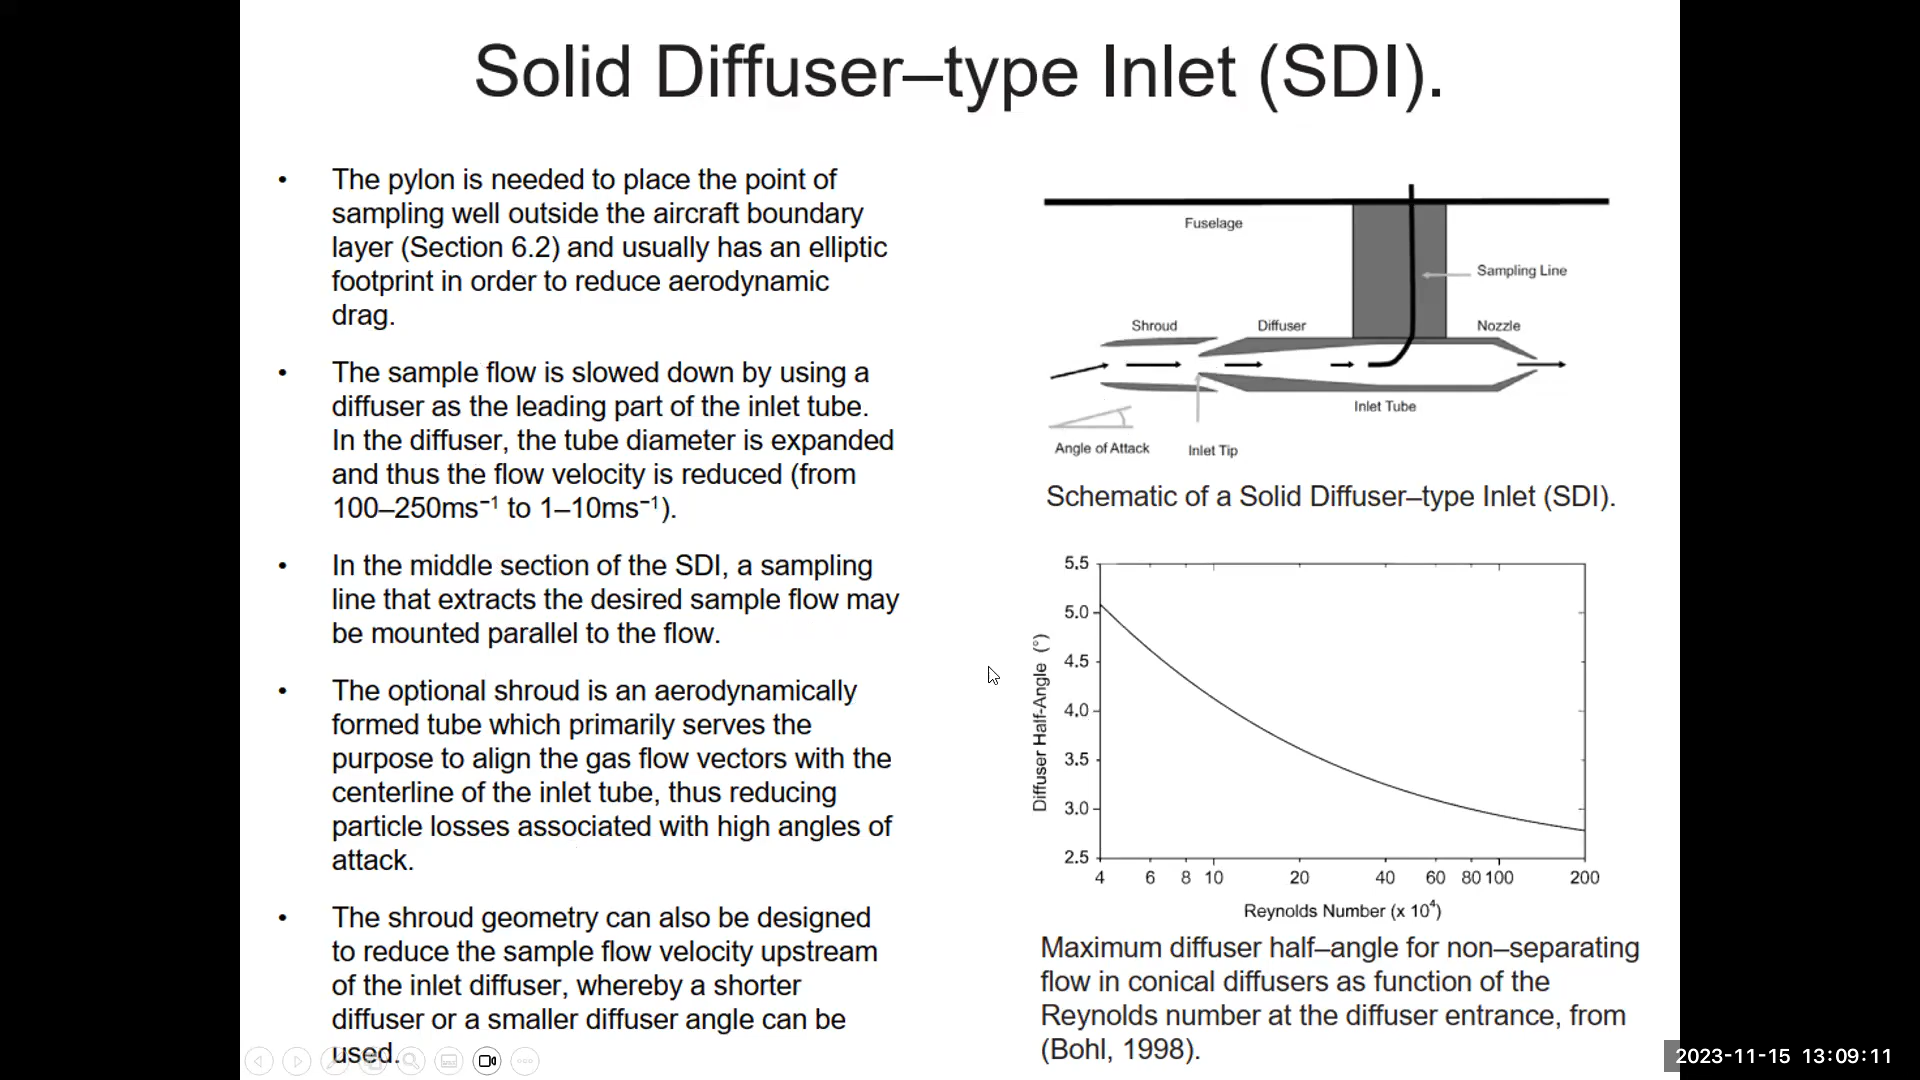 Solid Diffuser–type Inlet (SDI).
• The pylon is needed to place the point of
sampling well outside the aircraft boundary
layer (Section 6.2) and usually has an elliptic
footprint in order to reduce aerodynamic
drag.
• The sample flow is slowed down by using a
diffuser as the leading part of the inlet tube.
In the diffuser, the tube diameter is expanded
and thus the flow velocity is reduced (from
100–250ms⁻¹ to 1–10ms⁻¹).
• In the middle section of the SDI, a sampling
line that extracts the desired sample flow may
be mounted parallel to the flow.
• The optional shroud is an aerodynamically
formed tube which primarily serves the
purpose to align the gas flow vectors with the
centerline of the inlet tube, thus reducing
particle losses associated with high angles of
attack.
• The shroud geometry can also be designed
to reduce the sample flow velocity upstream
of the inlet diffuser, whereby a shorter
diffuser or a smaller diffuser angle can be
used.
Fuselage
Sampling Line
Shroud Diffuser Nozzle
Inlet Tube
Angle of Attack Inlet Tip
Schematic of a Solid Diffuser–type Inlet (SDI).
5.5
5.0
4.5
4.0
3.5
3.0
2.5
Diffuser Half-Angle (°)
4 6 8 10 20 40 60 80 100 200
Reynolds Number (x 10⁴)
Maximum diffuser half–angle for non–separating
flow in conical diffusers as function of the
Reynolds number at the diffuser entrance, from
(Bohl, 1998).
2023-11-15 13:09:11